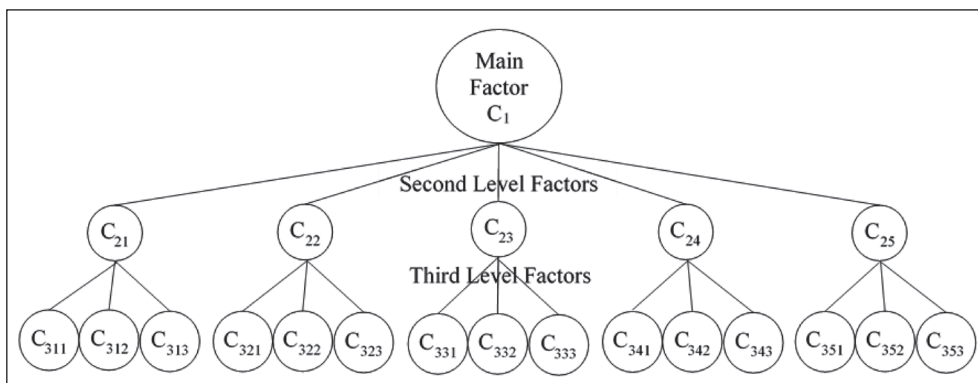 Main
Factor
C₁
Second Level Factors
C₂₁ C₂₂ C₂₃ C₂₄ C₂₅
Third Level Factors
C₃₁₁ C₃₁₂ C₃₁₃ C₃₂₁ C₃₂₂ C₃₂₃ C₃₃₁ C₃₃₂ C₃₃₃ C₃₄₁ C₃₄₂ C₃₄₃ C₃₅₁ C₃₅₂ C₃₅₃